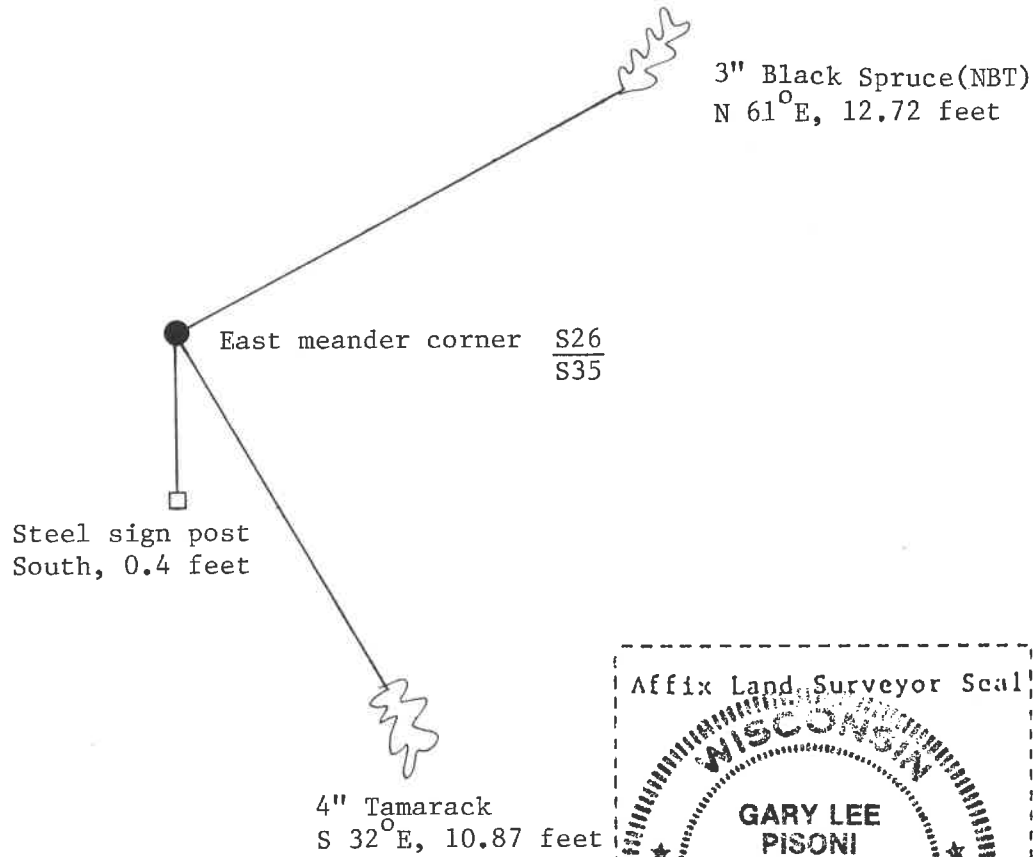 3" Black Spruce(NBT)
N 61°E, 12.72 feet
East meander corner S26
S35
Steel sign post
South, 0.4 feet
4" Tamarack
S 32°E, 10.87 feet
Affix Land Surveyor Seal
WISCONSIN
GARY LEE
PISONI